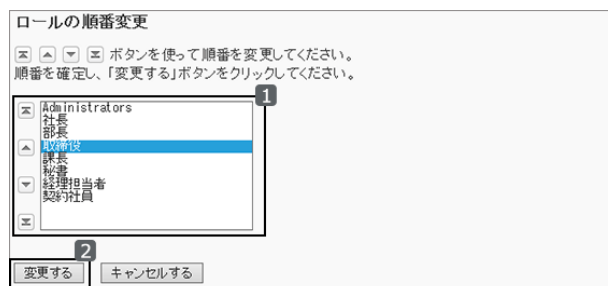 ロールの順番変更
ボタンを使って順番を変更してください。
順番を確定し、「変更する」ボタンをクリックしてください。
1
Administrators
社長
部長
取締役
課長
秘書
経理担当者
契約社員
2
変更する
キャンセルする